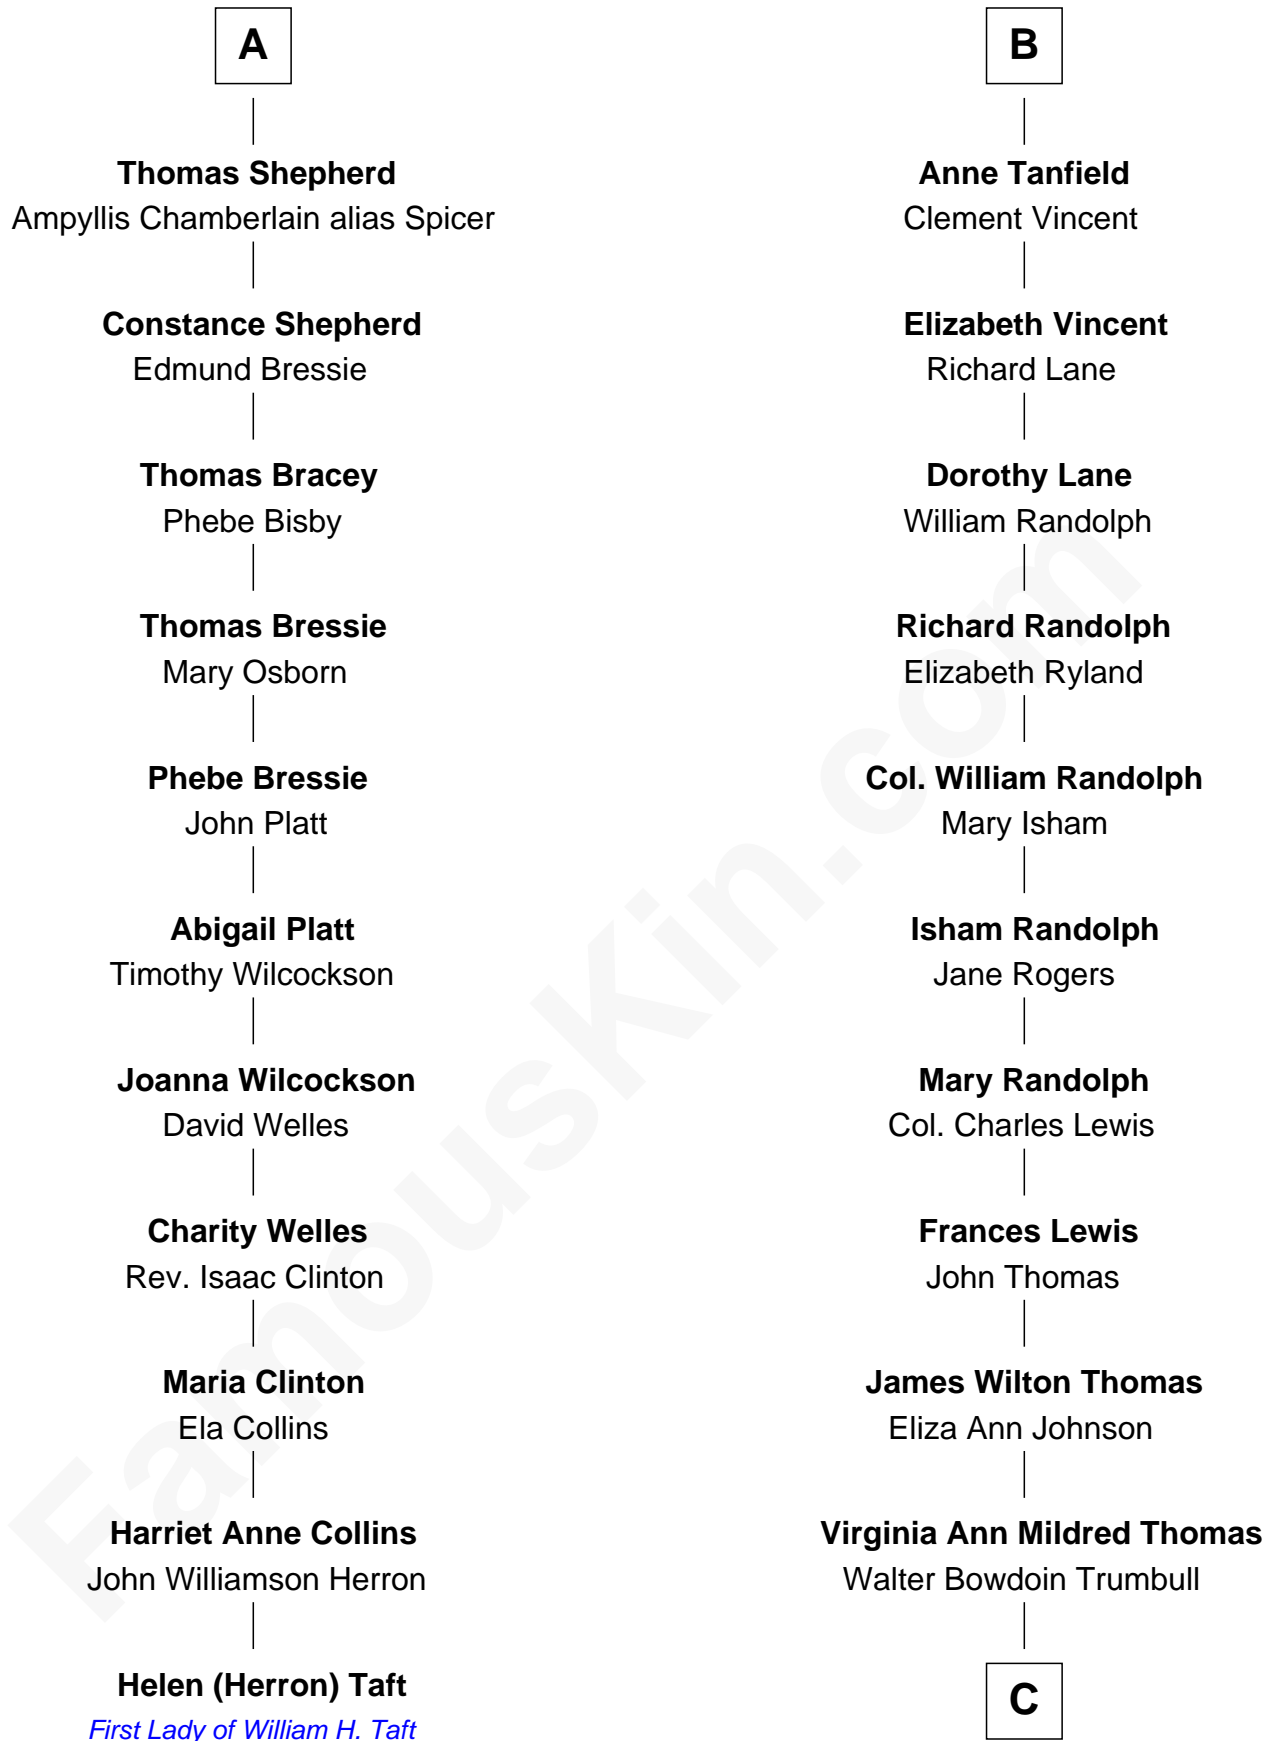 A
Thomas Shepherd
Ampyllis Chamberlain alias Spicer
Constance Shepherd
Edmund Bressie
Thomas Bracey
Phebe Bisby
Thomas Bressie
Mary Osborn
Phebe Bressie
John Platt
Abigail Platt
Timothy Wilcockson
Joanna Wilcockson
David Welles
Charity Welles
Rev. Isaac Clinton
Maria Clinton
Ela Collins
Harriet Anne Collins
John Williamson Herron
Helen (Herron) Taft
First Lady of William H. Taft
B
Anne Tanfield
Clement Vincent
Elizabeth Vincent
Richard Lane
Dorothy Lane
William Randolph
Richard Randolph
Elizabeth Ryland
Col. William Randolph
Mary Isham
Isham Randolph
Jane Rogers
Mary Randolph
Col. Charles Lewis
Frances Lewis
John Thomas
James Wilton Thomas
Eliza Ann Johnson
Virginia Ann Mildred Thomas
Walter Bowdoin Trumbull
C
FamousKin.com